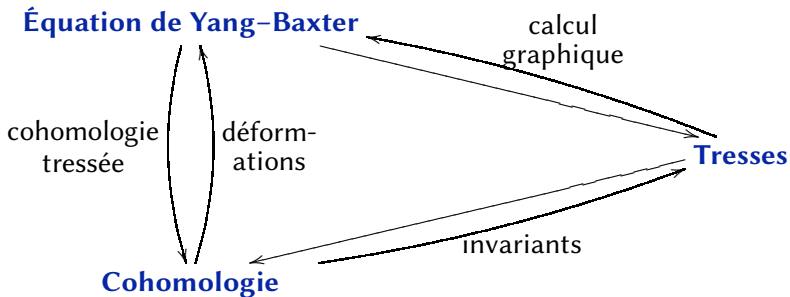 Équation de Yang–Baxter
calcul
graphique
cohomologie
tressée
déform-
ations
Tresses
invariants
Cohomologie